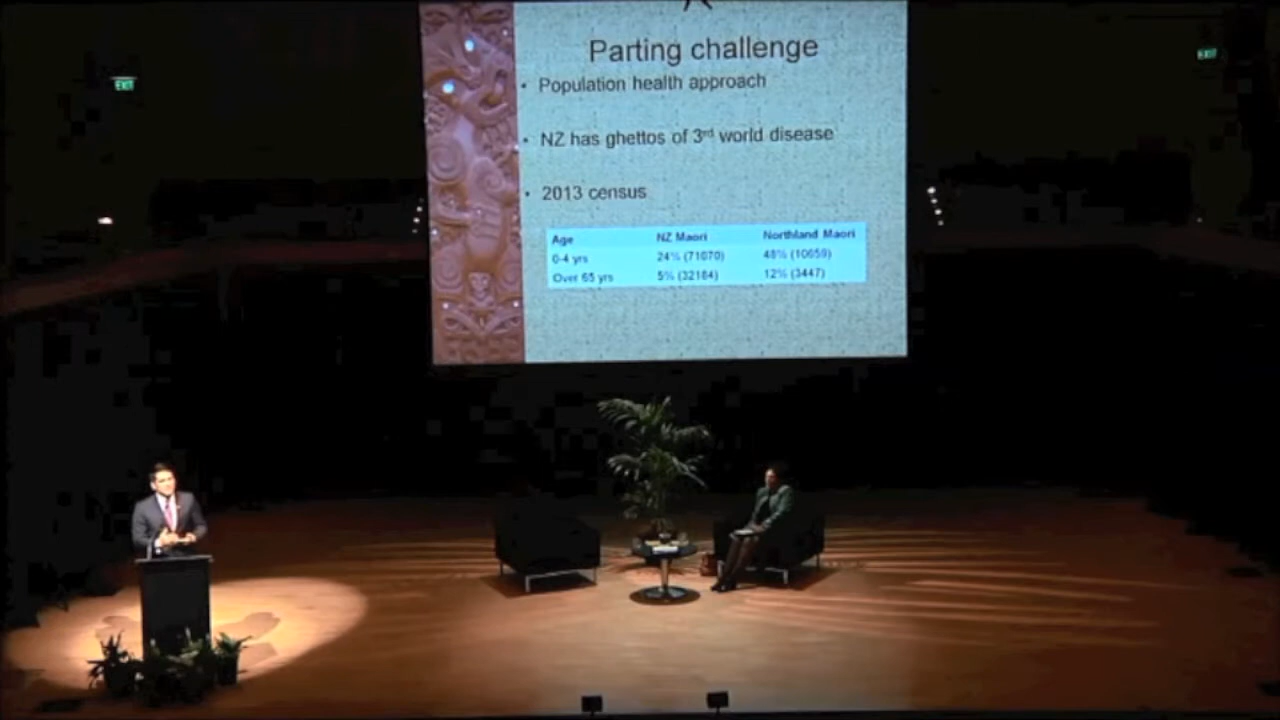 EXIT
EXIT
Parting challenge
• Population health approach
• NZ has ghettos of 3rd world disease
• 2013 census
Age NZ Maori Northland Maori
0-4 yrs 24% (71070) 48% (10659)
Over 65 yrs 5% (32184) 12% (3447)